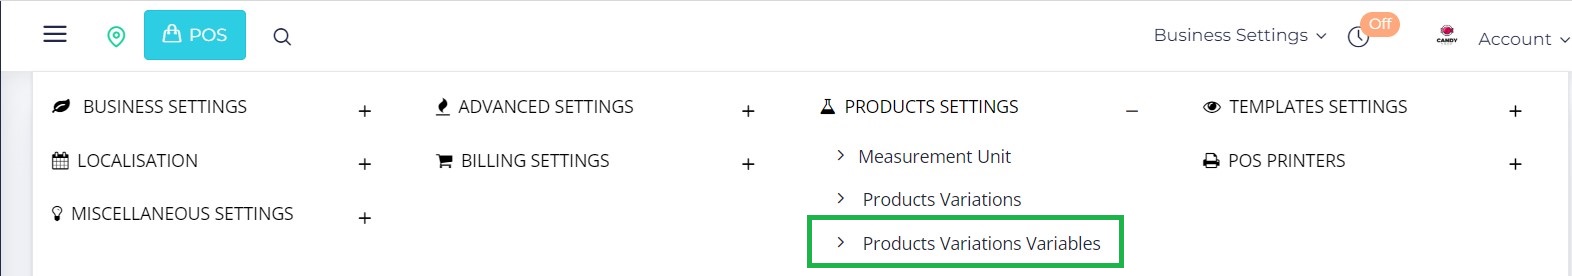 POS
Business Settings
Off
CANDY
Account
BUSINESS SETTINGS
ADVANCED SETTINGS
PRODUCTS SETTINGS
TEMPLATES SETTINGS
LOCALISATION
BILLING SETTINGS
Measurement Unit
POS PRINTERS
Products Variations
MISCELLANEOUS SETTINGS
Products Variations Variables